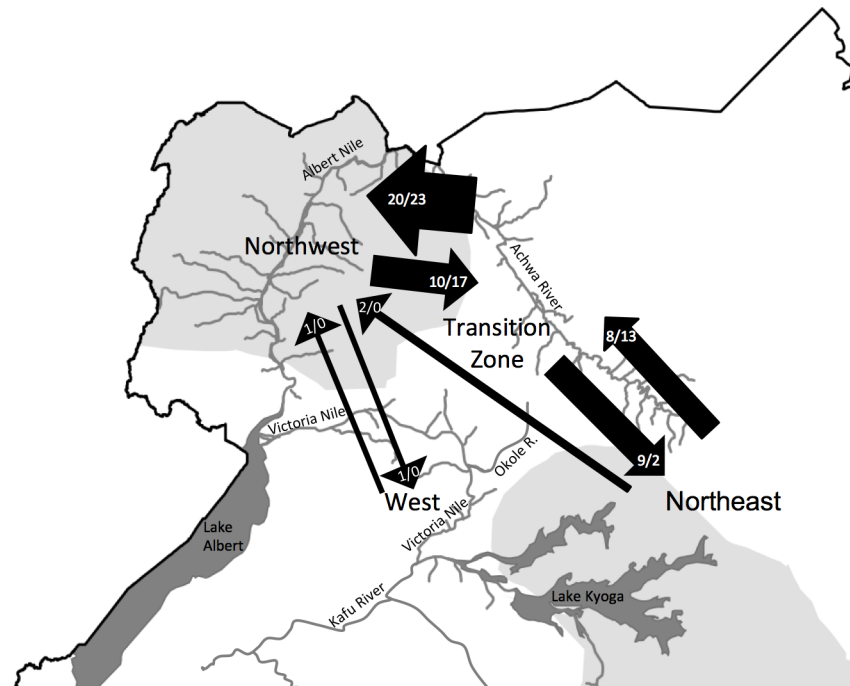 Albert Nile
20/23
Northwest
10/17
Achwa River
2/0
1/0
Transition
Zone
8/13
Victoria Nile
Okole R.
9/2
1/0
West
Northeast
Victoria Nile
Lake
Albert
Lake Kyoga
Kafu River